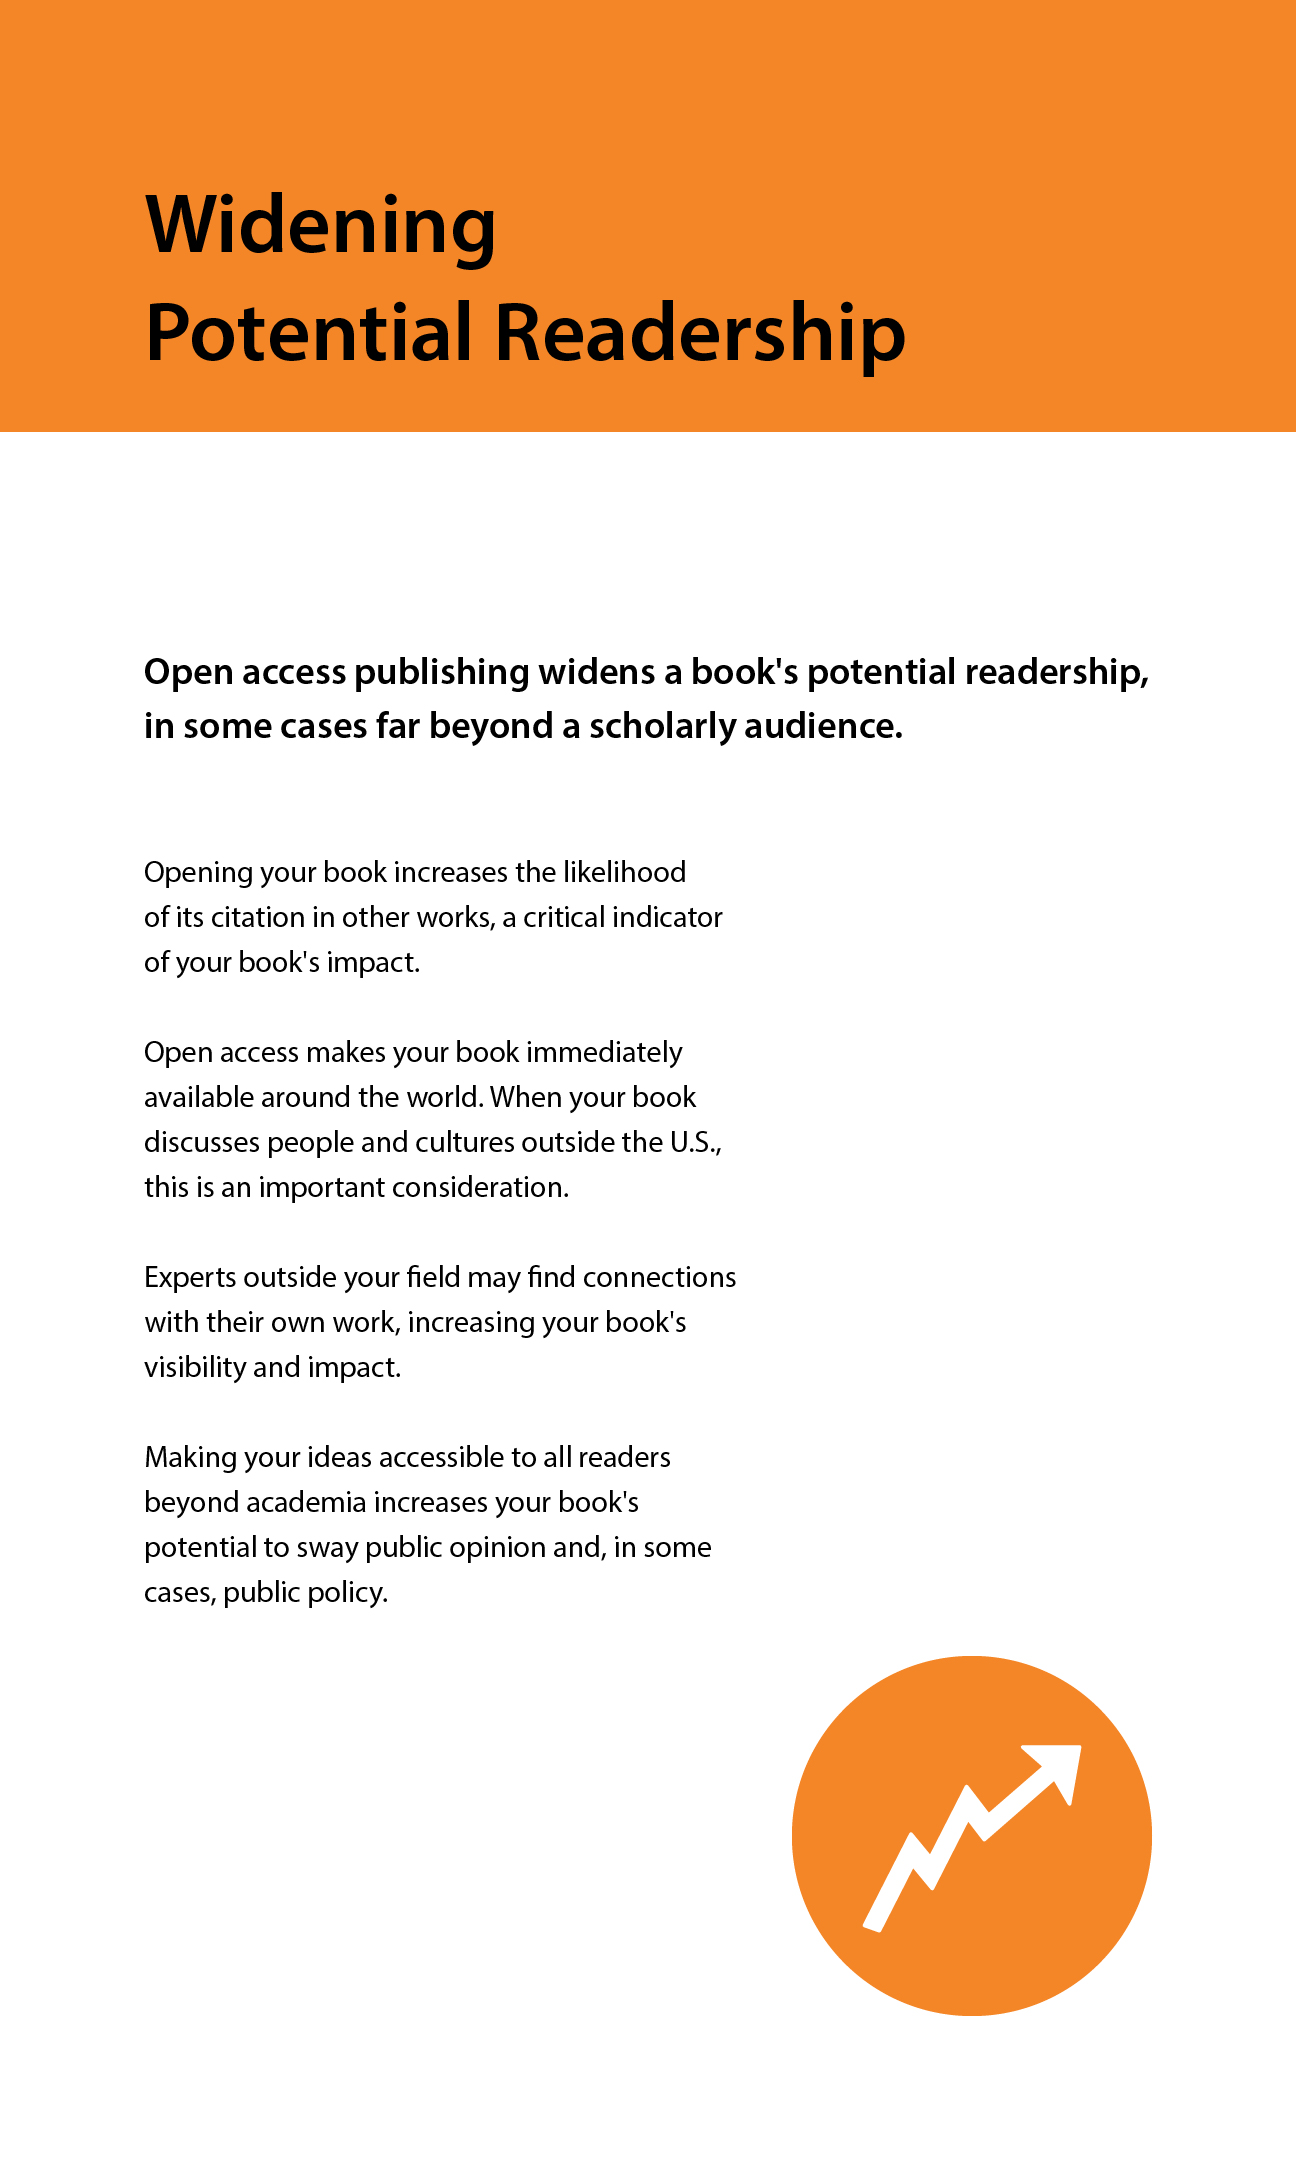 Widening
Potential Readership
Open access publishing widens a book's potential readership,
in some cases far beyond a scholarly audience.
Opening your book increases the likelihood
of its citation in other works, a critical indicator
of your book's impact.
Open access makes your book immediately
available around the world. When your book
discusses people and cultures outside the U.S.,
this is an important consideration.
Experts outside your field may find connections
with their own work, increasing your book's
visibility and impact.
Making your ideas accessible to all readers
beyond academia increases your book's
potential to sway public opinion and, in some
cases, public policy.